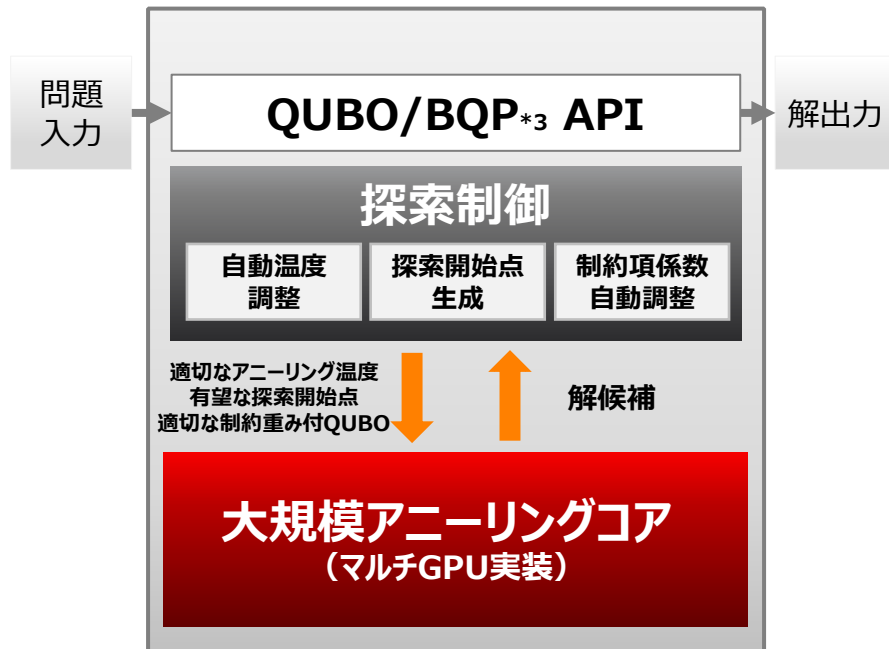 問題
入力
QUBO/BQP*3 API
解出力
探索制御
自動温度
調整
探索開始点
生成
制約項係数
自動調整
適切なアニーリング温度
有望な探索開始点
適切な制約重み付QUBO
解候補
大規模アニーリングコア
（マルチGPU実装）